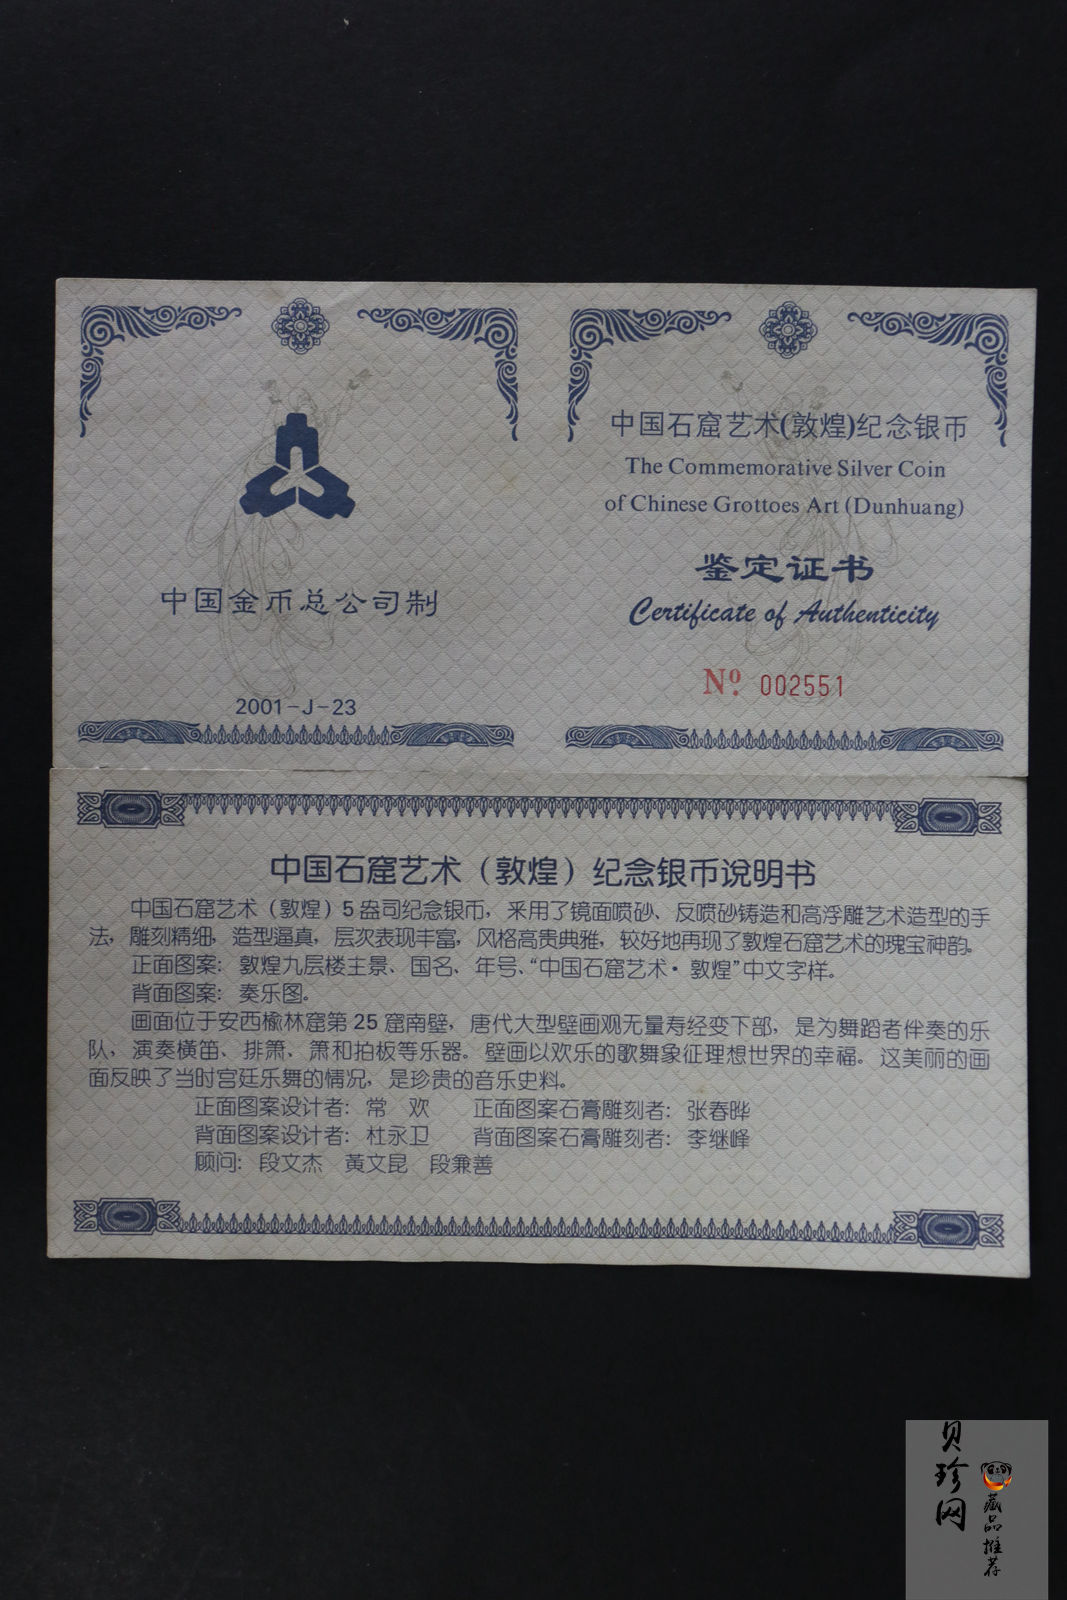 中国金币总公司制
2001-J-23
中国石窟艺术(敦煌)纪念银币
The Commemorative Silver Coin
of Chinese Grottoes Art (Dunhuang)
鉴定证书
Certificate of Authenticity
Nº. 002551
中国石窟艺术（敦煌）纪念银币说明书
中国石窟艺术（敦煌）5 盎司纪念银币，采用了镜面喷砂、反喷砂铸造和高浮雕艺术造型的手
法，雕刻精细，造型逼真，层次表现丰富，风格高贵典雅，较好地再现了敦煌石窟艺术的瑰宝神韵。
正面图案：敦煌九层楼主景、国名、年号、“中国石窟艺术·敦煌”中文字样。
背面图案：奏乐图。
画面位于安西榆林窟第 25 窟南壁，唐代大型壁画观无量寿经变下部，是为舞蹈者伴奏的乐
队，演奏横笛、排箫、箫和拍板等乐器。壁画以欢乐的歌舞象征理想世界的幸福。这美丽的画
面反映了当时宫廷乐舞的情况，是珍贵的音乐史料。
正面图案设计者：常 欢 正面图案石膏雕刻者：张春晔
背面图案设计者：杜永卫 背面图案石膏雕刻者：李继峰
顾问：段文杰 黄文昆 段兼善
贝珍网
藏品推荐